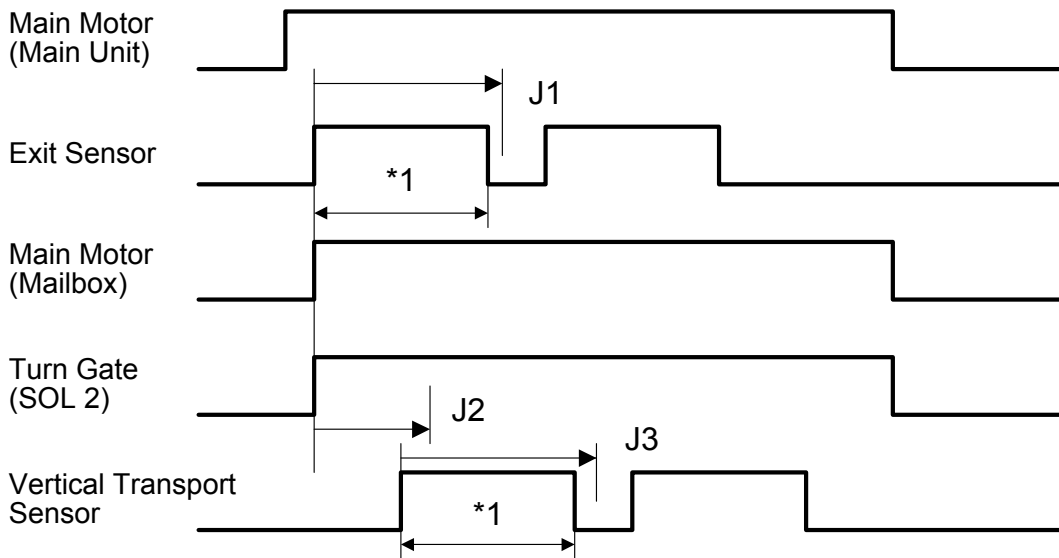 Main Motor
(Main Unit)
J1
Exit Sensor
*1
Main Motor
(Mailbox)
Turn Gate
(SOL 2)
J2
J3
Vertical Transport
Sensor
*1